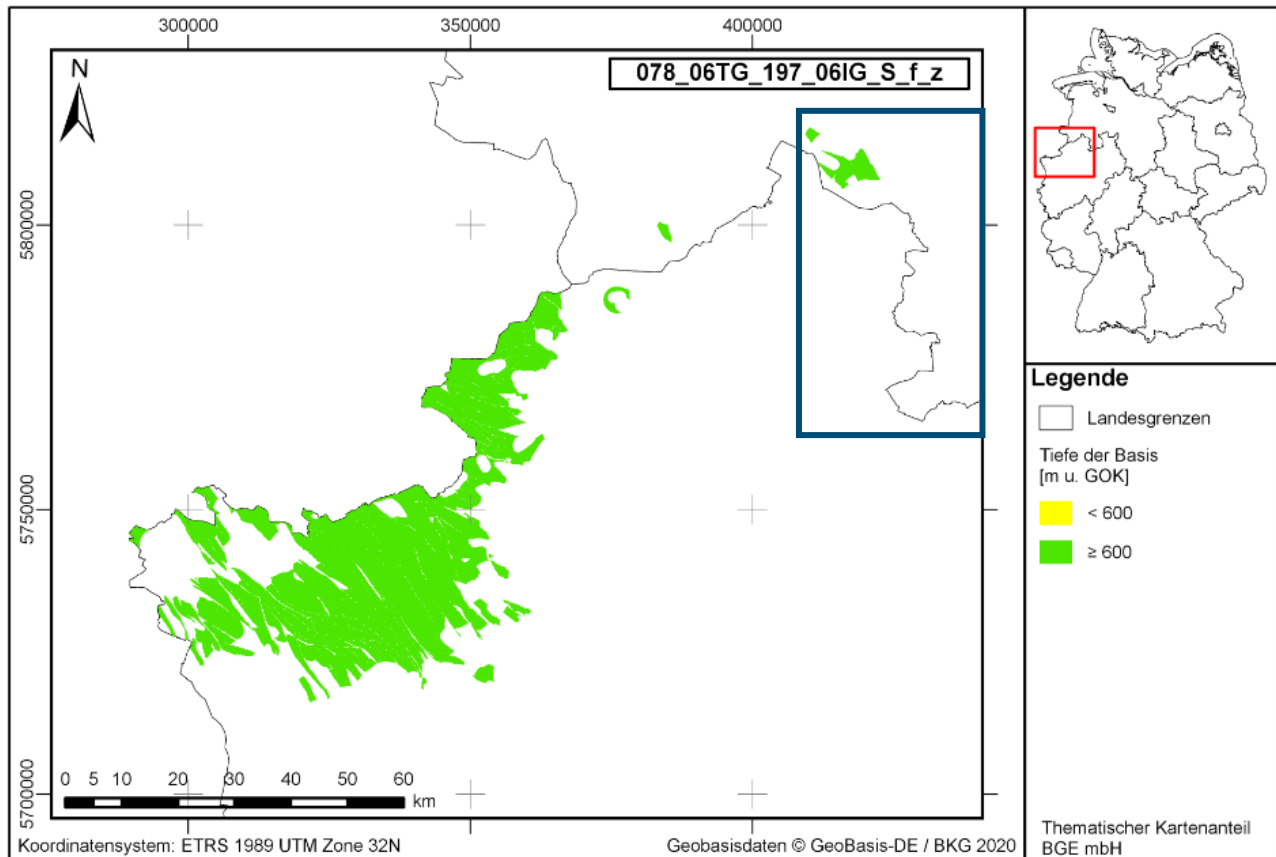 300000
350000
400000
N
078_06TG_197_06IG_S_f_z
5800000
5750000
5700000
0 5 10 20 30 40 50 60
km
Koordinatensystem: ETRS 1989 UTM Zone 32N
Geobasisdaten © GeoBasis-DE / BKG 2020
Legende
Landesgrenzen
Tiefe der Basis
[m u. GOK]
< 600
≥ 600
Thematischer Kartenanteil
BGE mbH